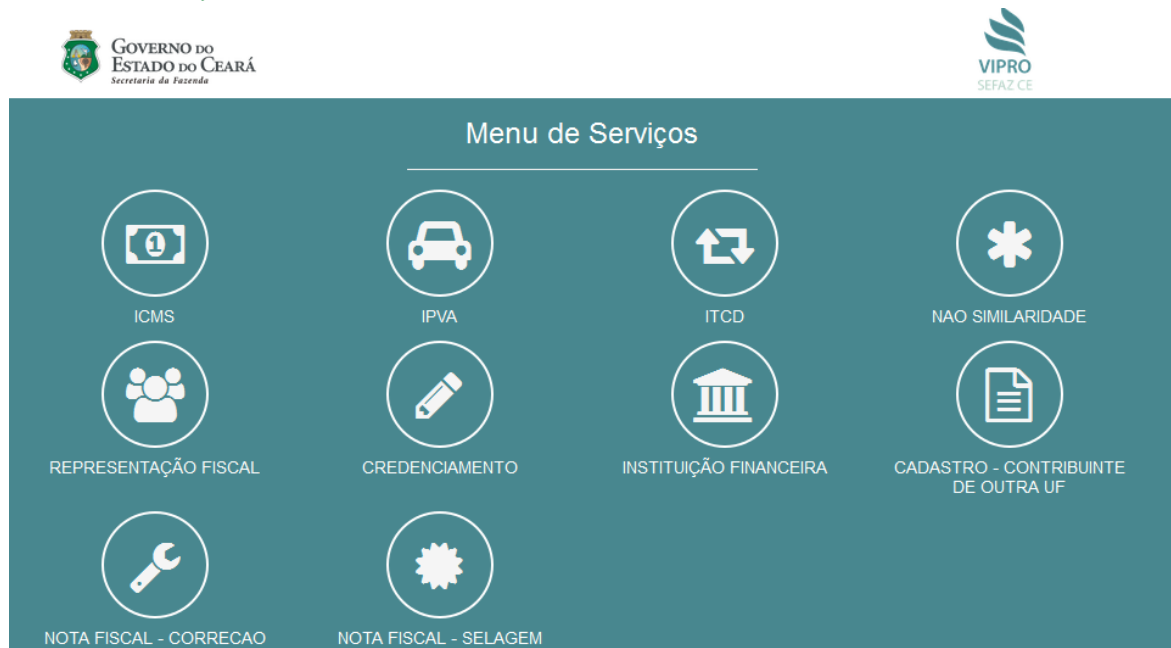 GOVERNO DO
ESTADO DO CEARÁ
Secretaria da Fazenda
VIPRO
SEFAZ CE
Menu de Serviços
1
ICMS
IPVA
ITCD
NAO SIMILARIDADE
REPRESENTAÇÃO FISCAL
CREDENCIAMENTO
INSTITUIÇÃO FINANCEIRA
CADASTRO - CONTRIBUINTE
DE OUTRA UF
NOTA FISCAL - CORRECAO
NOTA FISCAL - SELAGEM